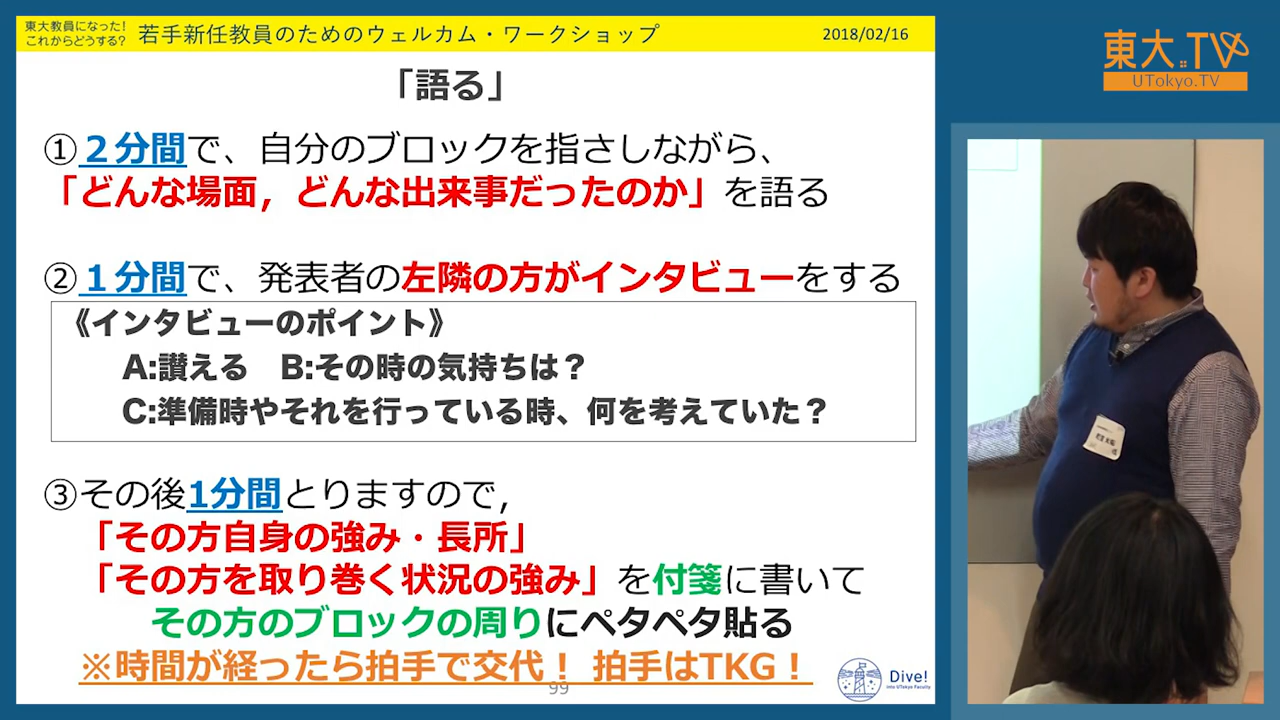 東大教員になった!
これからどうする?
若手新任教員のためのウェルカム・ワークショップ
2018/02/16
「語る」
①２分間で、自分のブロックを指さしながら、
「どんな場面，どんな出来事だったのか」を語る
②１分間で、発表者の左隣の方がインタビューをする
《インタビューのポイント》
A:讃える　B:その時の気持ちは？
C:準備時やそれを行っている時、何を考えていた？
③その後1分間とりますので,
「その方自身の強み・長所」
「その方を取り巻く状況の強み」を付箋に書いて
その方のブロックの周りにペタペタ貼る
※時間が経ったら拍手で交代！ 拍手はTKG！
99
Dive!
into UTokyo Faculty
東大.TV
UTokyo.TV